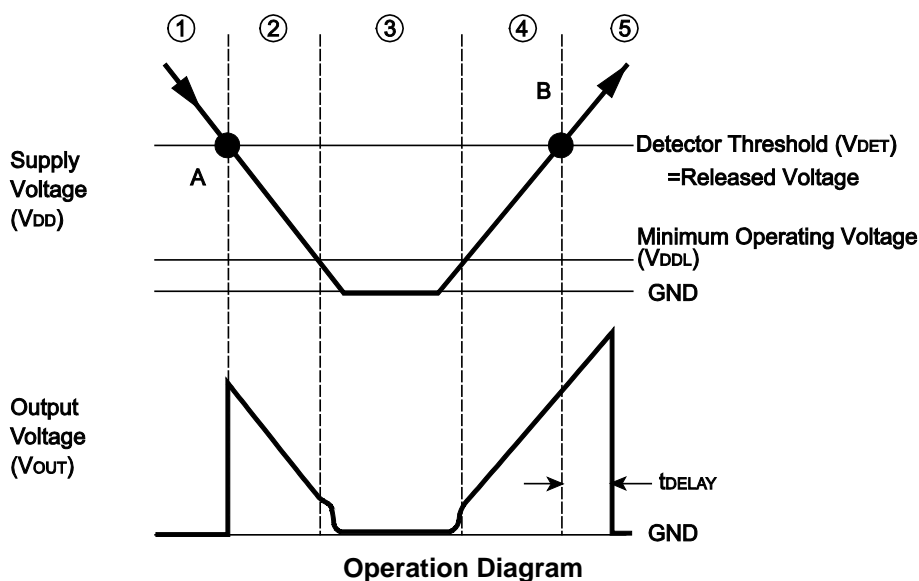 ① ② ③ ④ ⑤
B
Supply
Voltage
(VDD)
A
Detector Threshold (VDET)
=Released Voltage
Minimum Operating Voltage
(VDDL)
GND
Output
Voltage
(VOUT)
tDELAY
GND
Operation Diagram